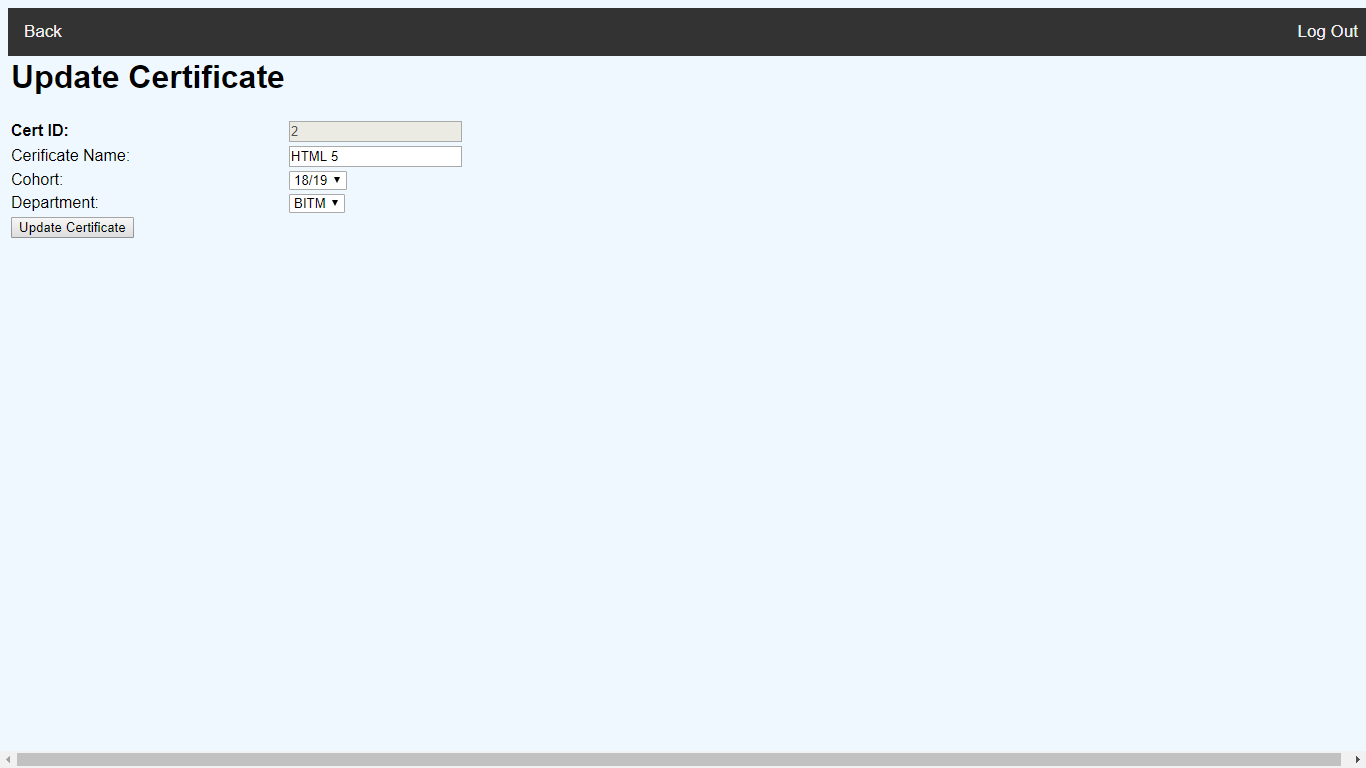 Back Log Out
Update Certificate
Cert ID: 2
Cerificate Name: HTML 5
Cohort: 18/19
Department: BITM
Update Certificate